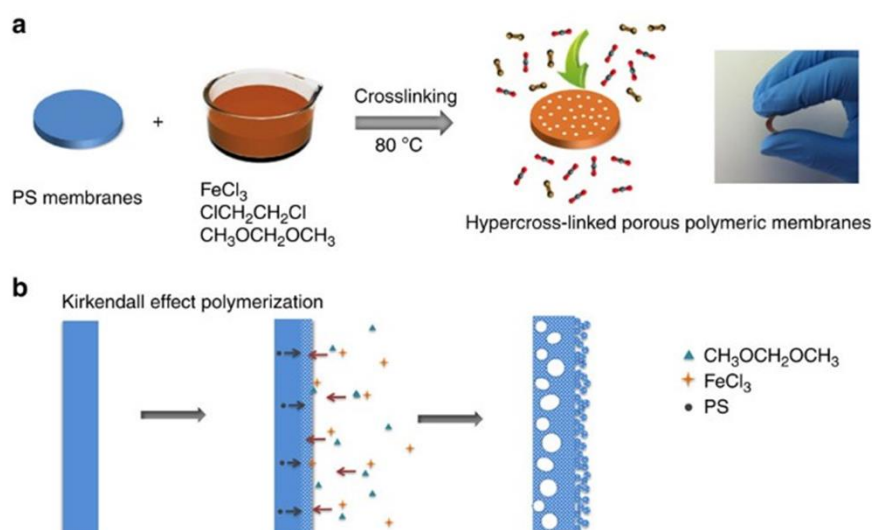 a
Crosslinking
+
80 °C
PS membranes
FeCl₃
ClCH₂CH₂Cl
CH₃OCH₂OCH₃
Hypercross-linked porous polymeric membranes
b
Kirkendall effect polymerization
CH₃OCH₂OCH₃
FeCl₃
PS